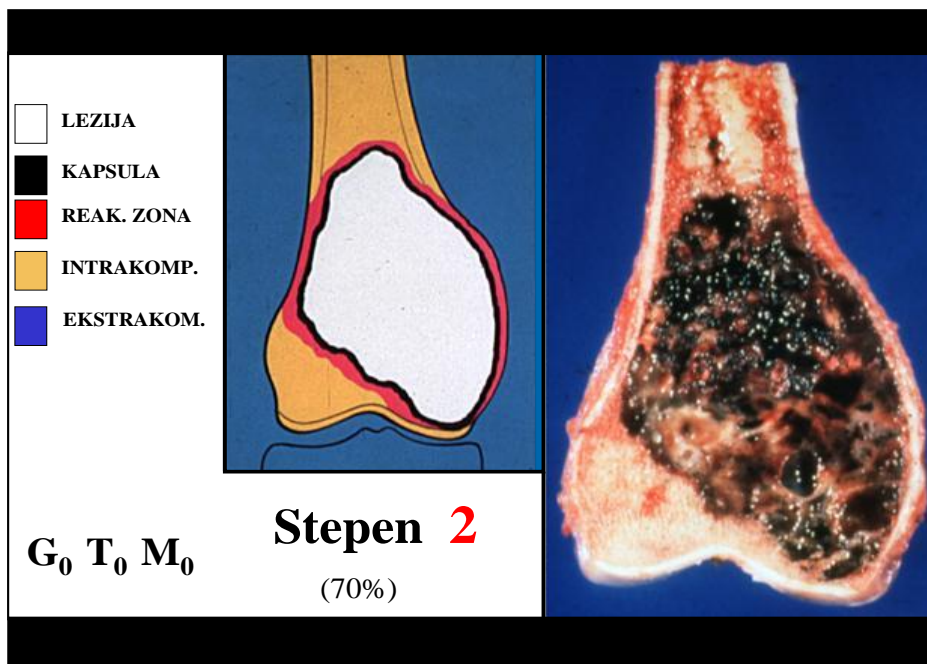 LEZIJA
KAPSULA
REAK. ZONA
INTRAKOMP.
EKSTRAKOM.
G₀ T₀ M₀
Stepen 2
(70%)